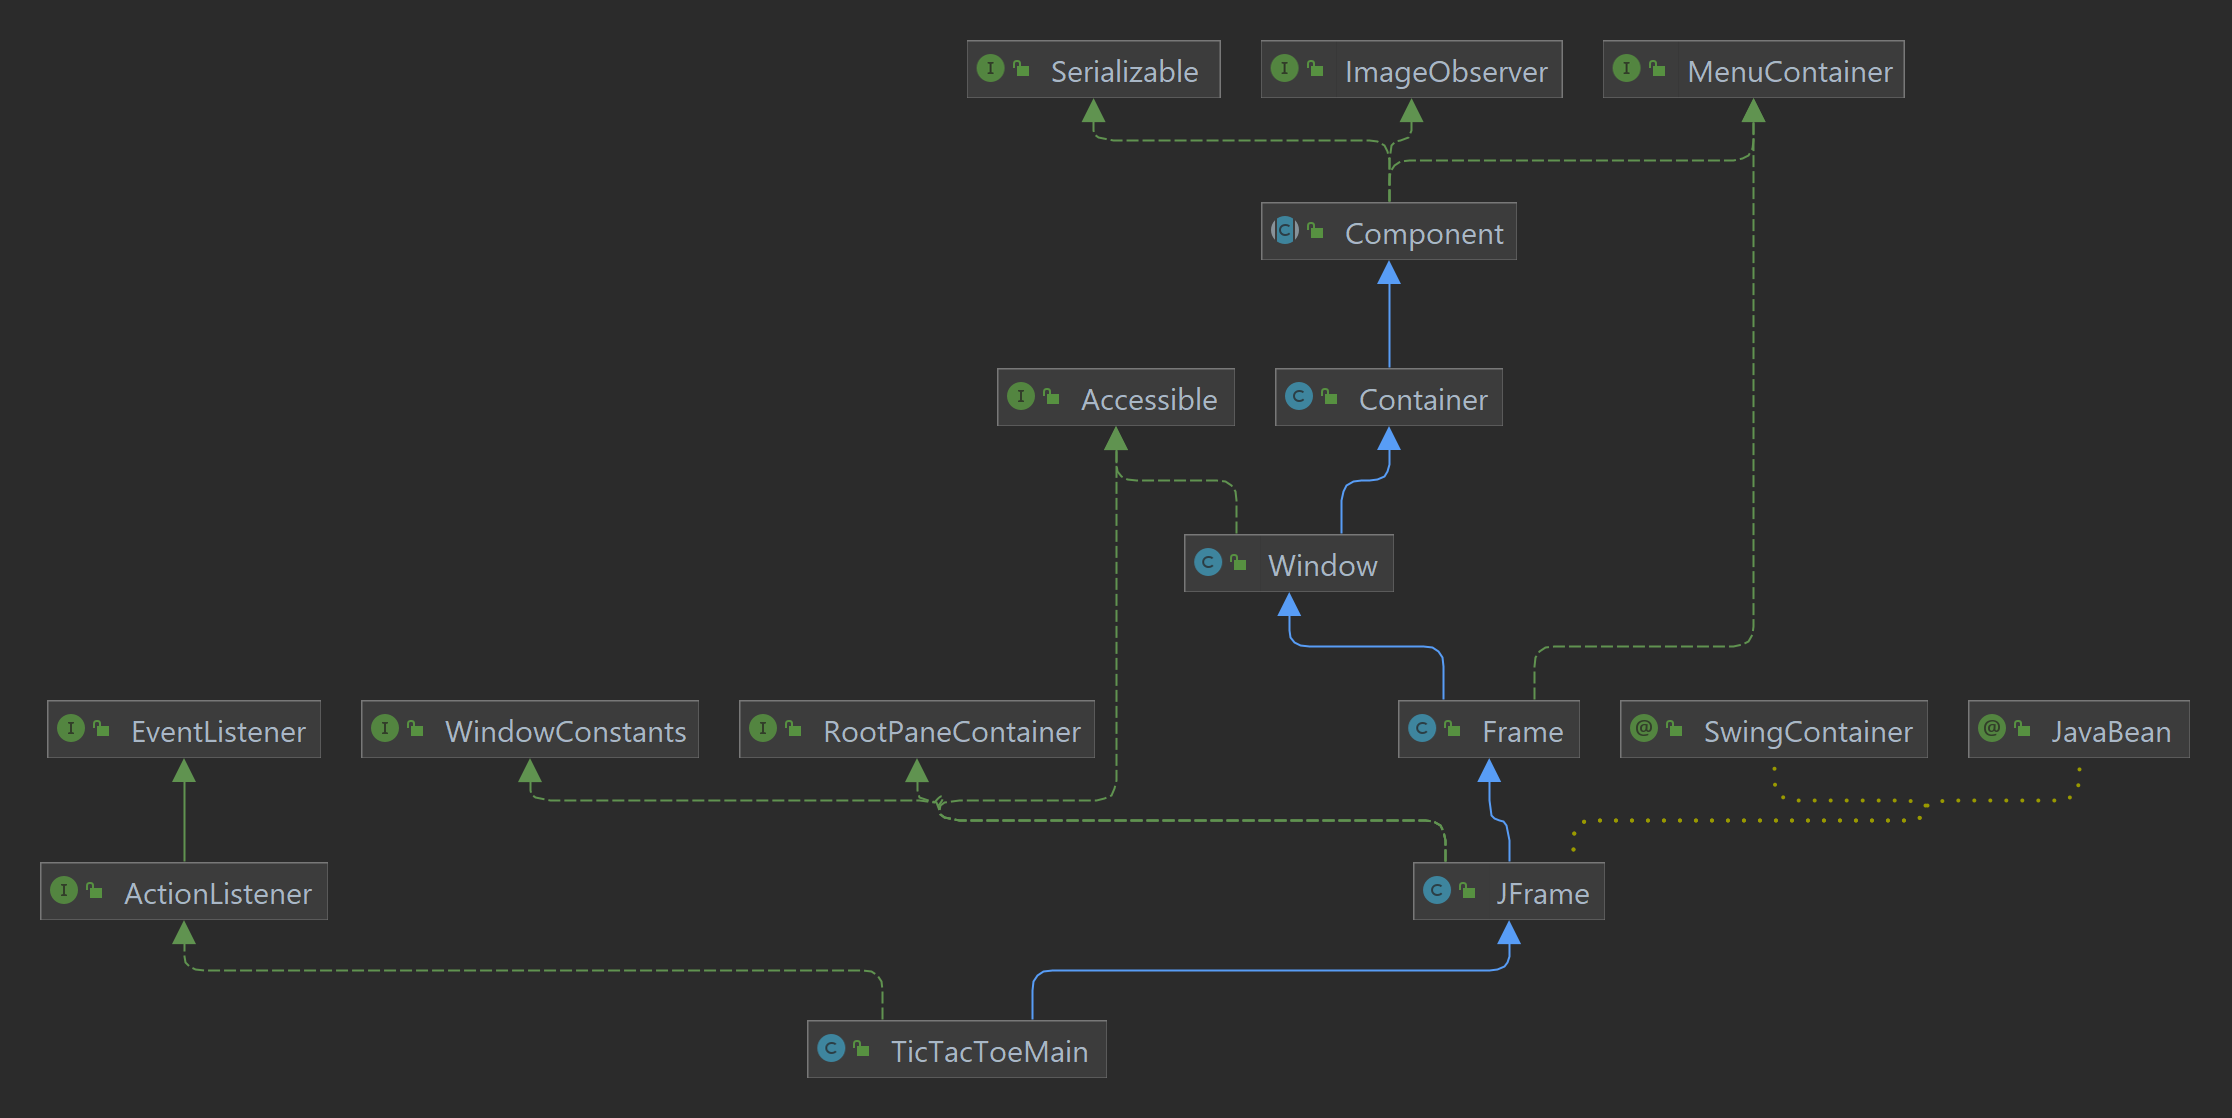 Serializable
ImageObserver
MenuContainer
Component
Accessible
Container
Window
EventListener
WindowConstants
RootPaneContainer
Frame
SwingContainer
JavaBean
ActionListener
JFrame
TicTacToeMain